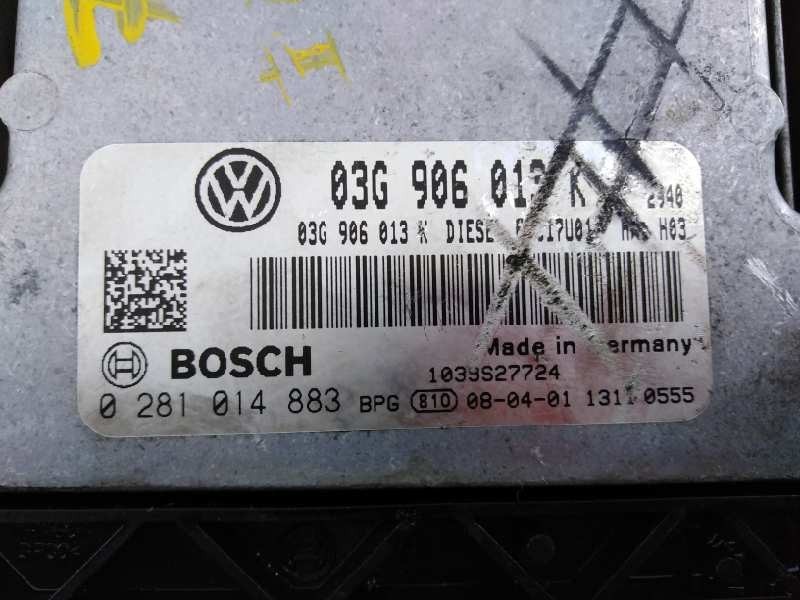 03G 906 013 K 2940
03G 906 013 K H03
BOSCH
Made in Germany
1039S27724
0 281 014 883 BPG 810 08-04-01 1311 0555